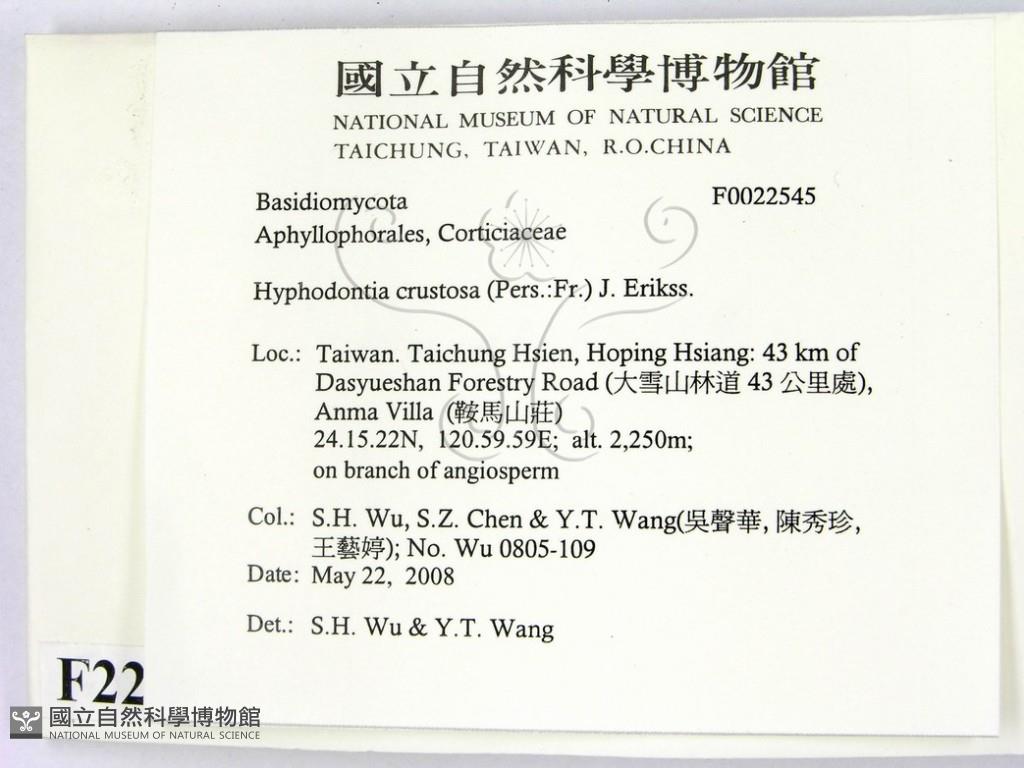 國立自然科學博物館
NATIONAL MUSEUM OF NATURAL SCIENCE
TAICHUNG, TAIWAN, R.O.CHINA
Basidiomycota F0022545
Aphyllophorales, Corticiaceae
Hyphodontia crustosa (Pers.:Fr.) J. Erikss.
Loc.: Taiwan. Taichung Hsien, Hoping Hsiang: 43 km of
Dasyueshan Forestry Road (大雪山林道 43 公里處),
Anma Villa (鞍馬山莊)
24.15.22N, 120.59.59E; alt. 2,250m;
on branch of angiosperm
Col.: S.H. Wu, S.Z. Chen & Y.T. Wang(吳聲華, 陳秀珍,
王藝婷); No. Wu 0805-109
Date: May 22, 2008
Det.: S.H. Wu & Y.T. Wang
F22
國立自然科學博物館
NATIONAL MUSEUM OF NATURAL SCIENCE